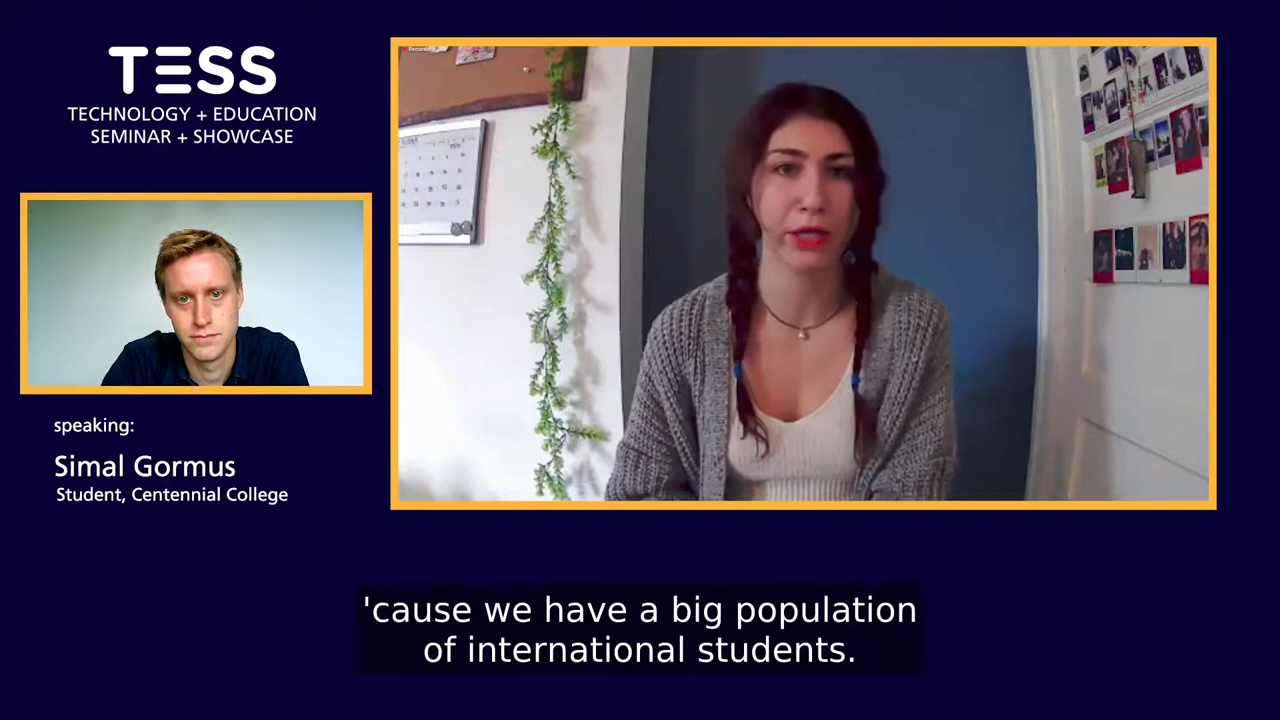 TESS
TECHNOLOGY + EDUCATION
SEMINAR + SHOWCASE
Recording
speaking:
Simal Gormus
Student, Centennial College
'cause we have a big population
of international students.